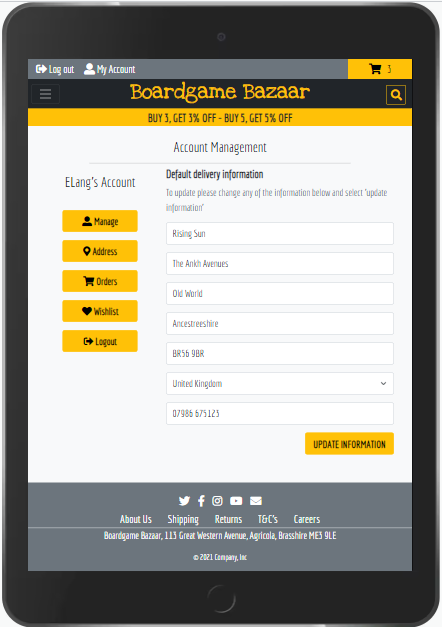 Log out My Account 3
Boardgame Bazaar
BUY 3, GET 3% OFF - BUY 5, GET 5% OFF
Account Management
ELang's Account
Manage
Address
Orders
Wishlist
Logout
Default delivery information
To update please change any of the information below and select 'update
information'
Rising Sun
The Ankh Avenues
Old World
Ancestreeshire
BR56 9BR
United Kingdom
07986 675123
UPDATE INFORMATION
About Us Shipping Returns T&C's Careers
Boardgame Bazaar, 113 Great Western Avenue, Agricola, Brasshire ME3 9LE
© 2021 Company, Inc